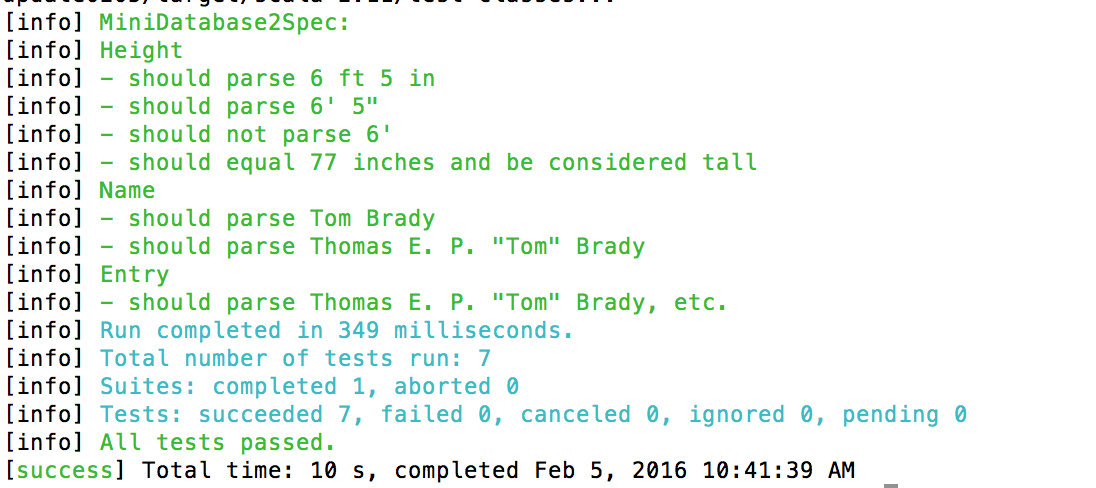 [info] MiniDatabase2Spec:
[info] Height
[info] - should parse 6 ft 5 in
[info] - should parse 6' 5"
[info] - should not parse 6'
[info] - should equal 77 inches and be considered tall
[info] Name
[info] - should parse Tom Brady
[info] - should parse Thomas E. P. "Tom" Brady
[info] Entry
[info] - should parse Thomas E. P. "Tom" Brady, etc.
[info] Run completed in 349 milliseconds.
[info] Total number of tests run: 7
[info] Suites: completed 1, aborted 0
[info] Tests: succeeded 7, failed 0, canceled 0, ignored 0, pending 0
[info] All tests passed.
[success] Total time: 10 s, completed Feb 5, 2016 10:41:39 AM